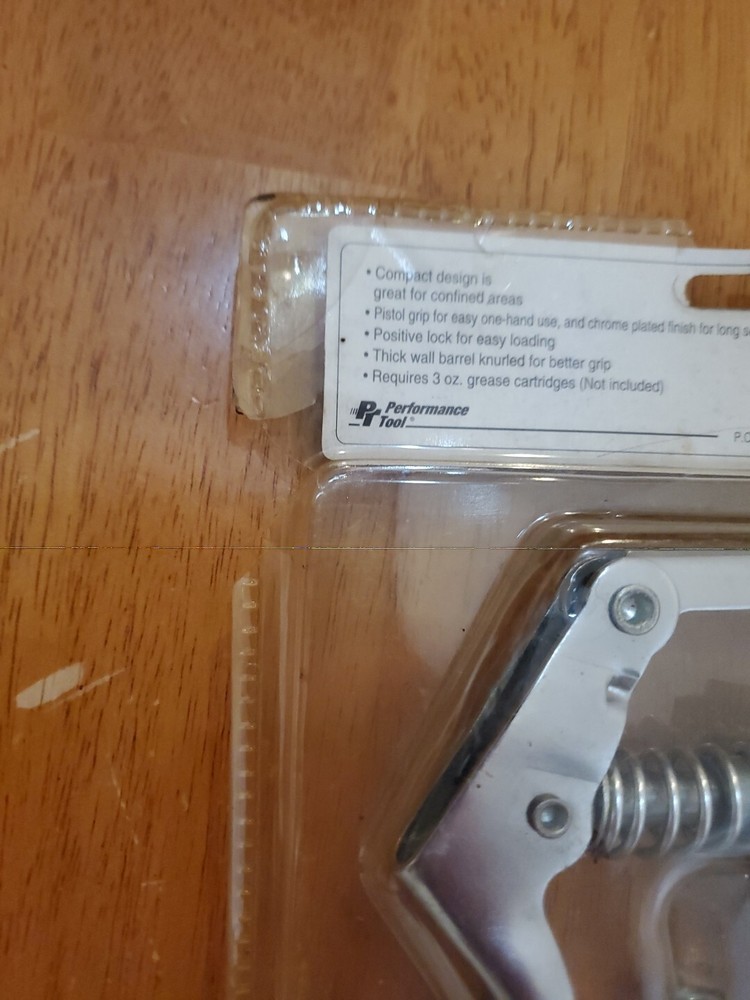 • Compact design is
great for confined areas
• Pistol grip for easy one-hand use, and chrome plated finish for long
• Positive lock for easy loading
• Thick wall barrel knurled for better grip
• Requires 3 oz. grease cartridges (Not included)
PT Performance
Tool®
P.O